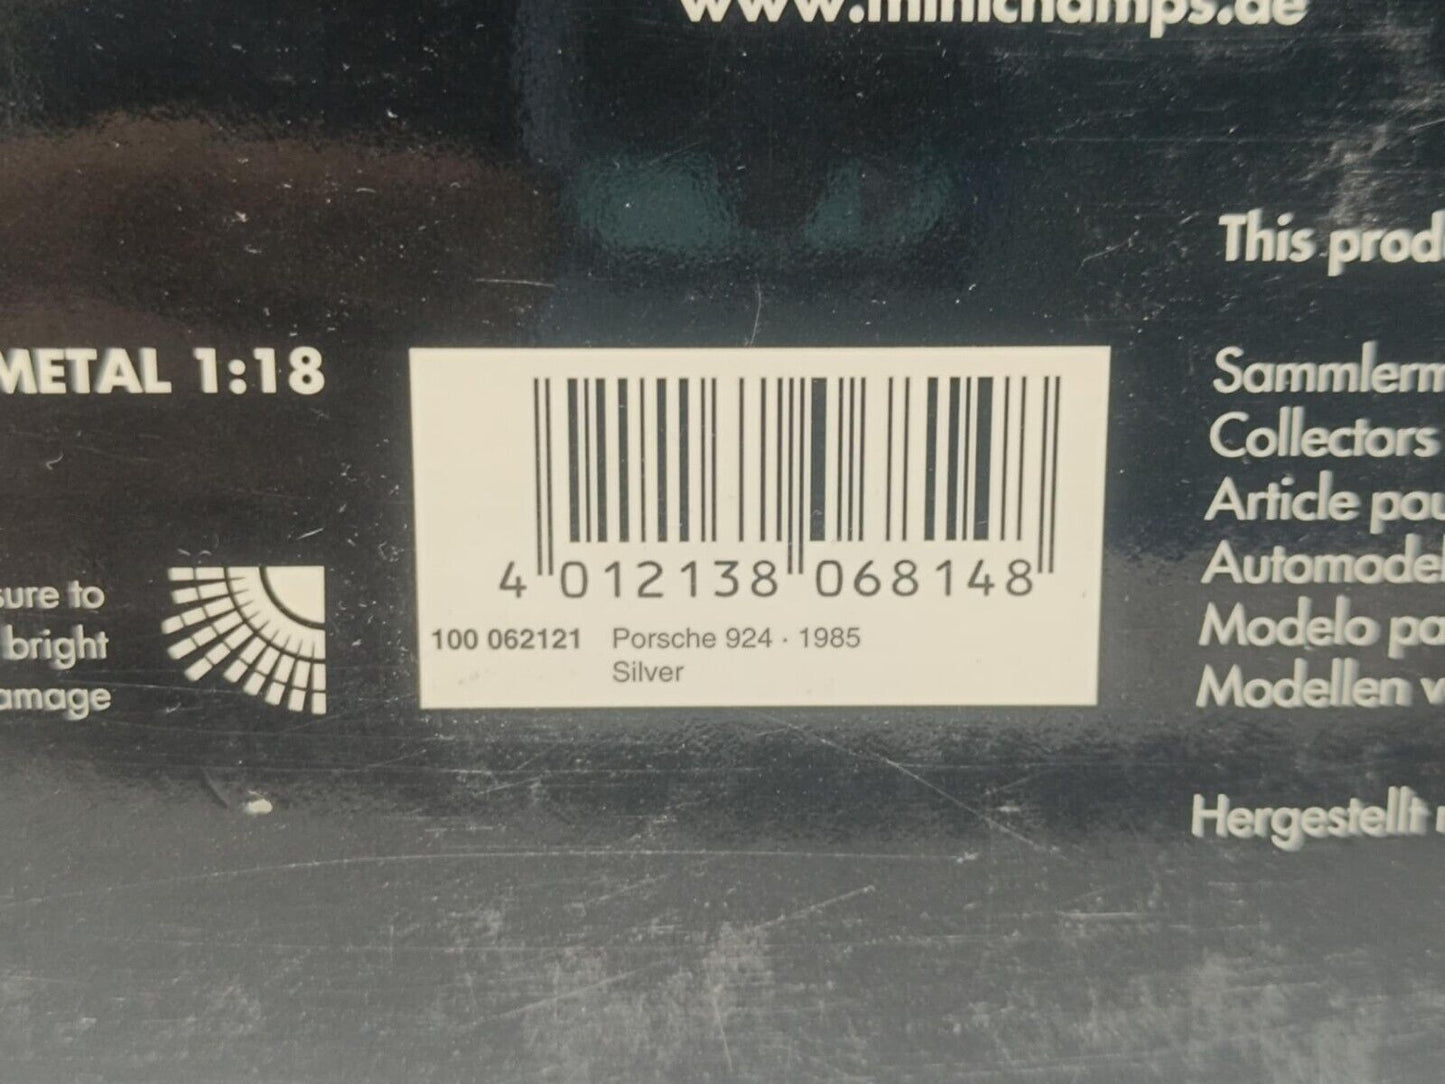 www.minichamps.de
This prod
METAL 1:18
Sammlerm
Collectors
Article pou
Automodel
Modelo pa
Modellen v
4 012138 068148
sure to
bright
amage
100 062121 Porsche 924 · 1985
Silver
Hergestellt